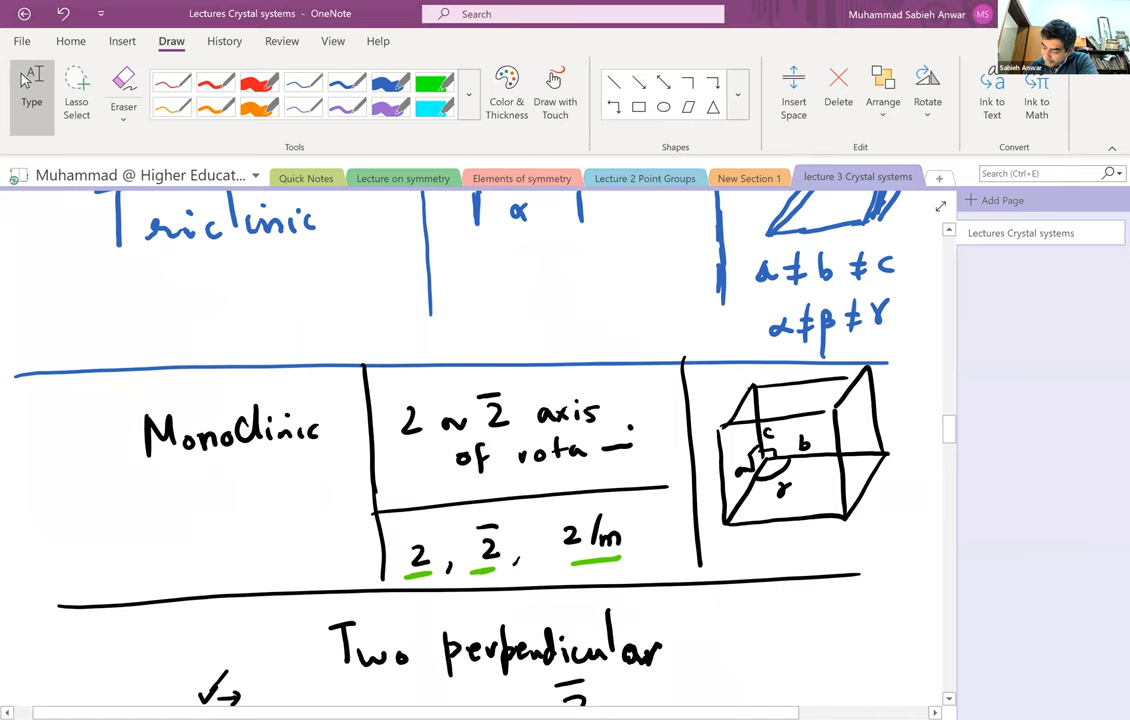 Lectures Crystal systems - OneNote
Search
Muhammad Sabieh Anwar
MS
Sabieh Anwar
File Home Insert Draw History Review View Help
Type
Lasso Select
Eraser
Color & Thickness
Draw with Touch
Insert Space
Delete
Arrange
Rotate
Ink to Text
Ink to Math
Tools
Shapes
Edit
Convert
Muhammad @ Higher Educat...
Quick Notes
Lecture on symmetry
Elements of symmetry
Lecture 2 Point Groups
New Section 1
lecture 3 Crystal systems
Search (Ctrl+E)
Add Page
Lectures Crystal systems
Triclinic
a ≠ b ≠ c
α ≠ β ≠ γ
Monoclinic
2 or 2̅ axis
of rota —
c
b
a
γ
2, 2̅, 2/m
Two perpendicular